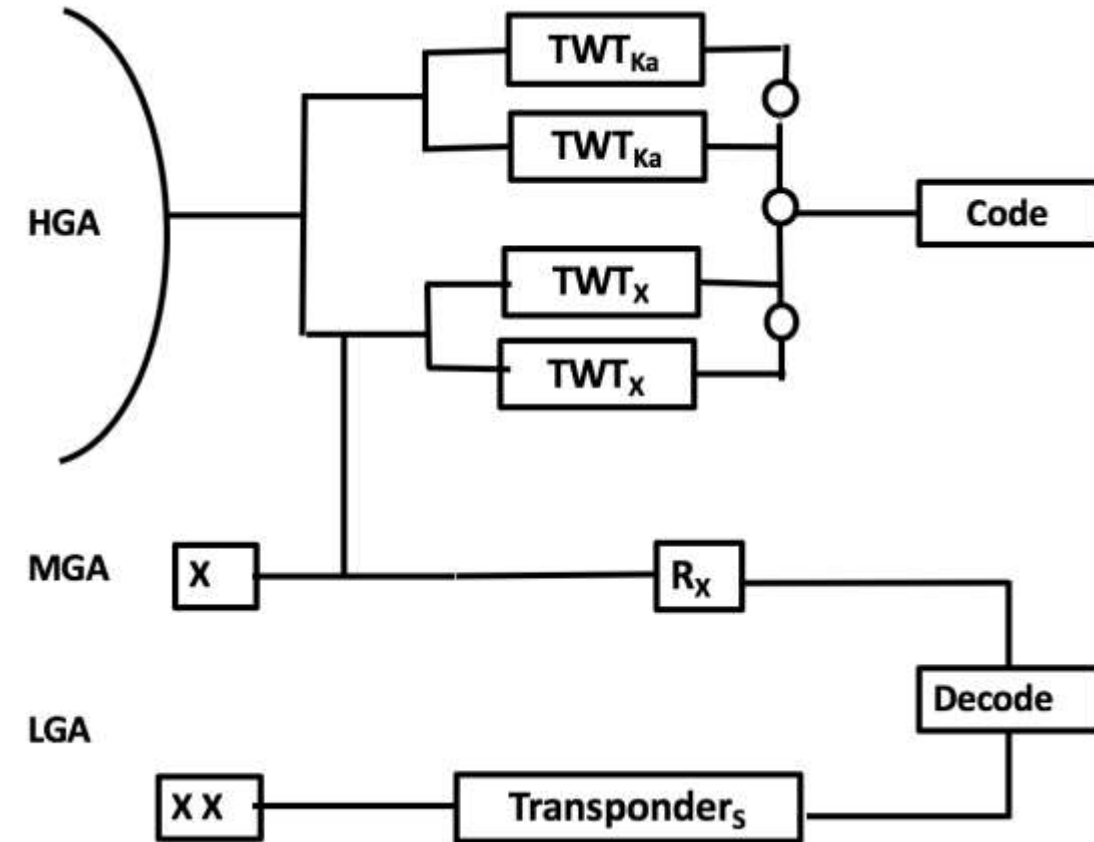 TWTKa
TWTKa
HGA
Code
TWTX
TWTX
MGA
X
RX
Decode
LGA
X X
TransponderS